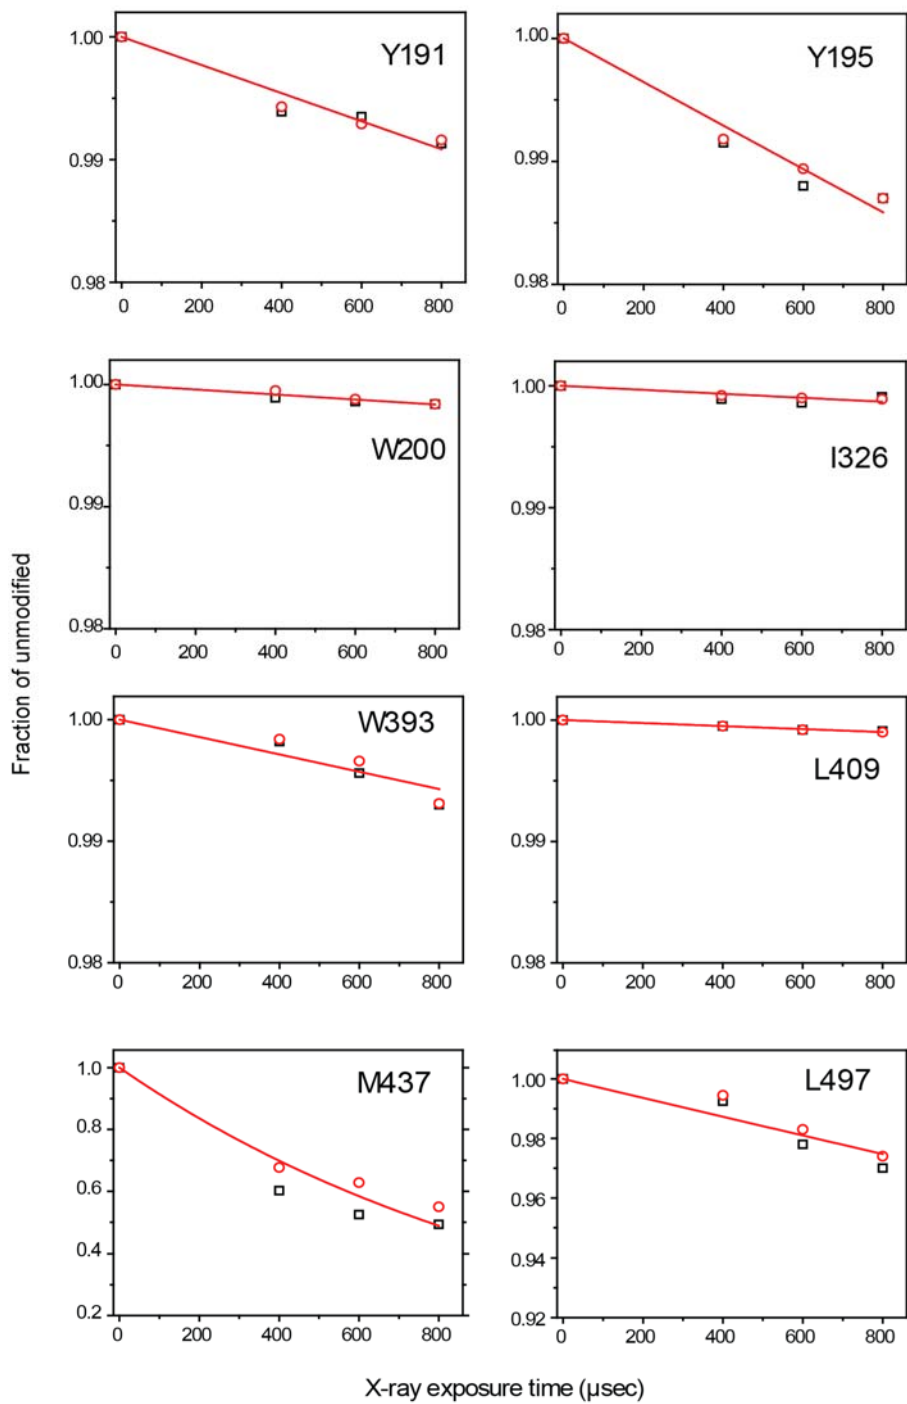 Y191
1.00
0.99
0.98
0 200 400 600 800
Y195
1.00
0.99
0.98
0 200 400 600 800
W200
1.00
0.99
0.98
0 200 400 600 800
I326
1.00
0.99
0.98
0 200 400 600 800
Fraction of unmodified
W393
1.00
0.99
0.98
0 200 400 600 800
L409
1.00
0.99
0.98
0 200 400 600 800
M437
1.0
0.8
0.6
0.4
0.2
0 200 400 600 800
L497
1.00
0.98
0.96
0.94
0.92
0 200 400 600 800
X-ray exposure time (μsec)